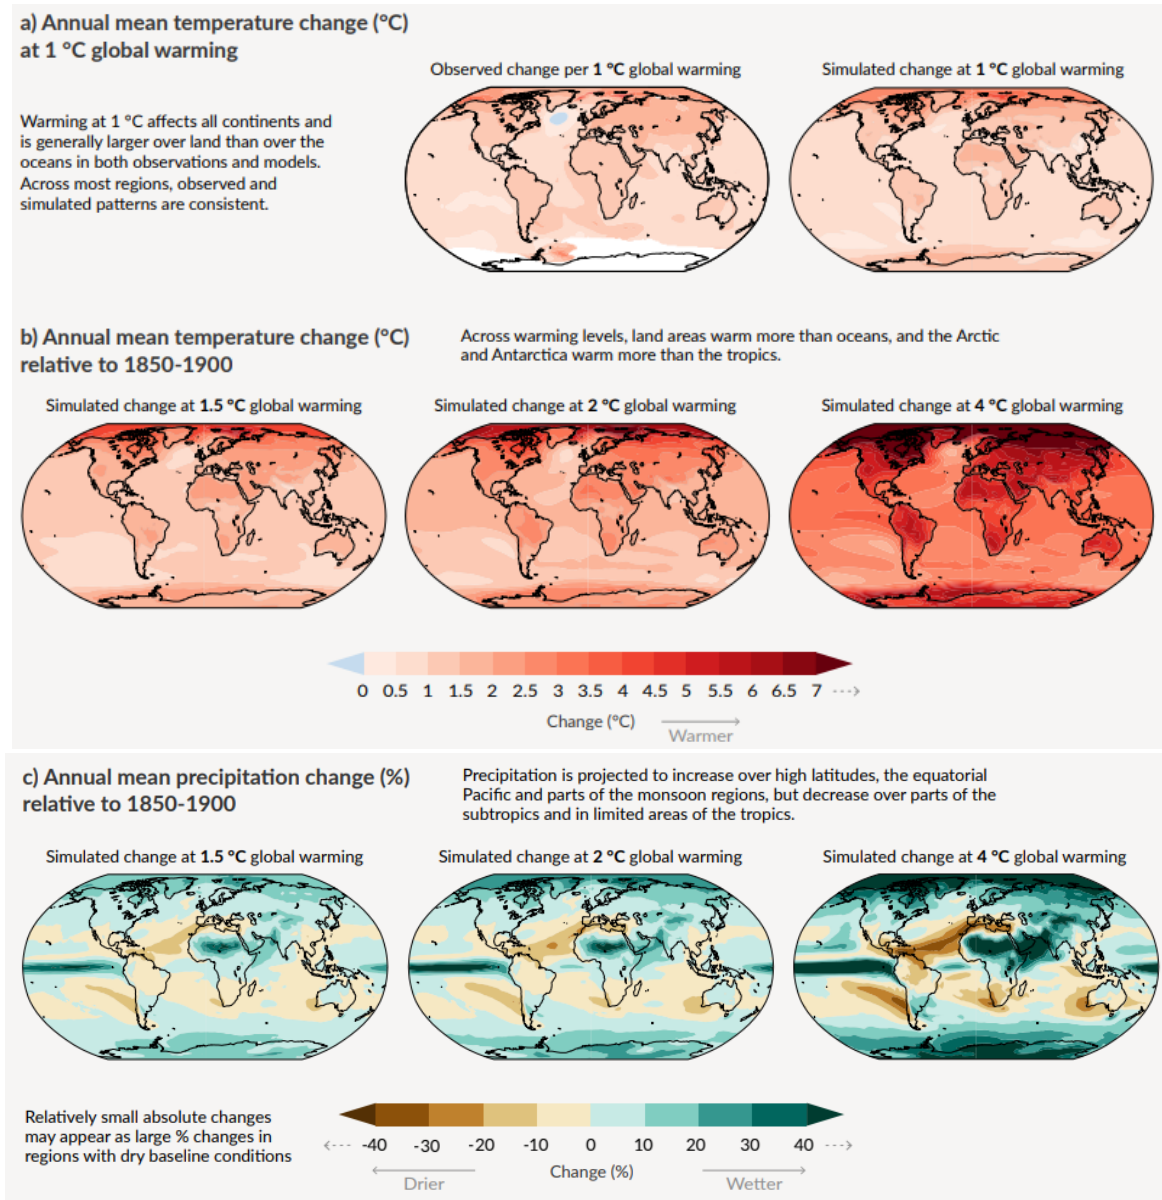 a) Annual mean temperature change (°C)
at 1 °C global warming
Observed change per 1 °C global warming
Simulated change at 1 °C global warming
Warming at 1 °C affects all continents and
is generally larger over land than over the
oceans in both observations and models.
Across most regions, observed and
simulated patterns are consistent.
b) Annual mean temperature change (°C)
relative to 1850-1900
Across warming levels, land areas warm more than oceans, and the Arctic
and Antarctica warm more than the tropics.
Simulated change at 1.5 °C global warming
Simulated change at 2 °C global warming
Simulated change at 4 °C global warming
0 0.5 1 1.5 2 2.5 3 3.5 4 4.5 5 5.5 6 6.5 7
Change (°C)
Warmer
c) Annual mean precipitation change (%)
relative to 1850-1900
Precipitation is projected to increase over high latitudes, the equatorial
Pacific and parts of the monsoon regions, but decrease over parts of the
subtropics and in limited areas of the tropics.
Simulated change at 1.5 °C global warming
Simulated change at 2 °C global warming
Simulated change at 4 °C global warming
Relatively small absolute changes
may appear as large % changes in
regions with dry baseline conditions
-40 -30 -20 -10 0 10 20 30 40
Change (%)
Drier
Wetter